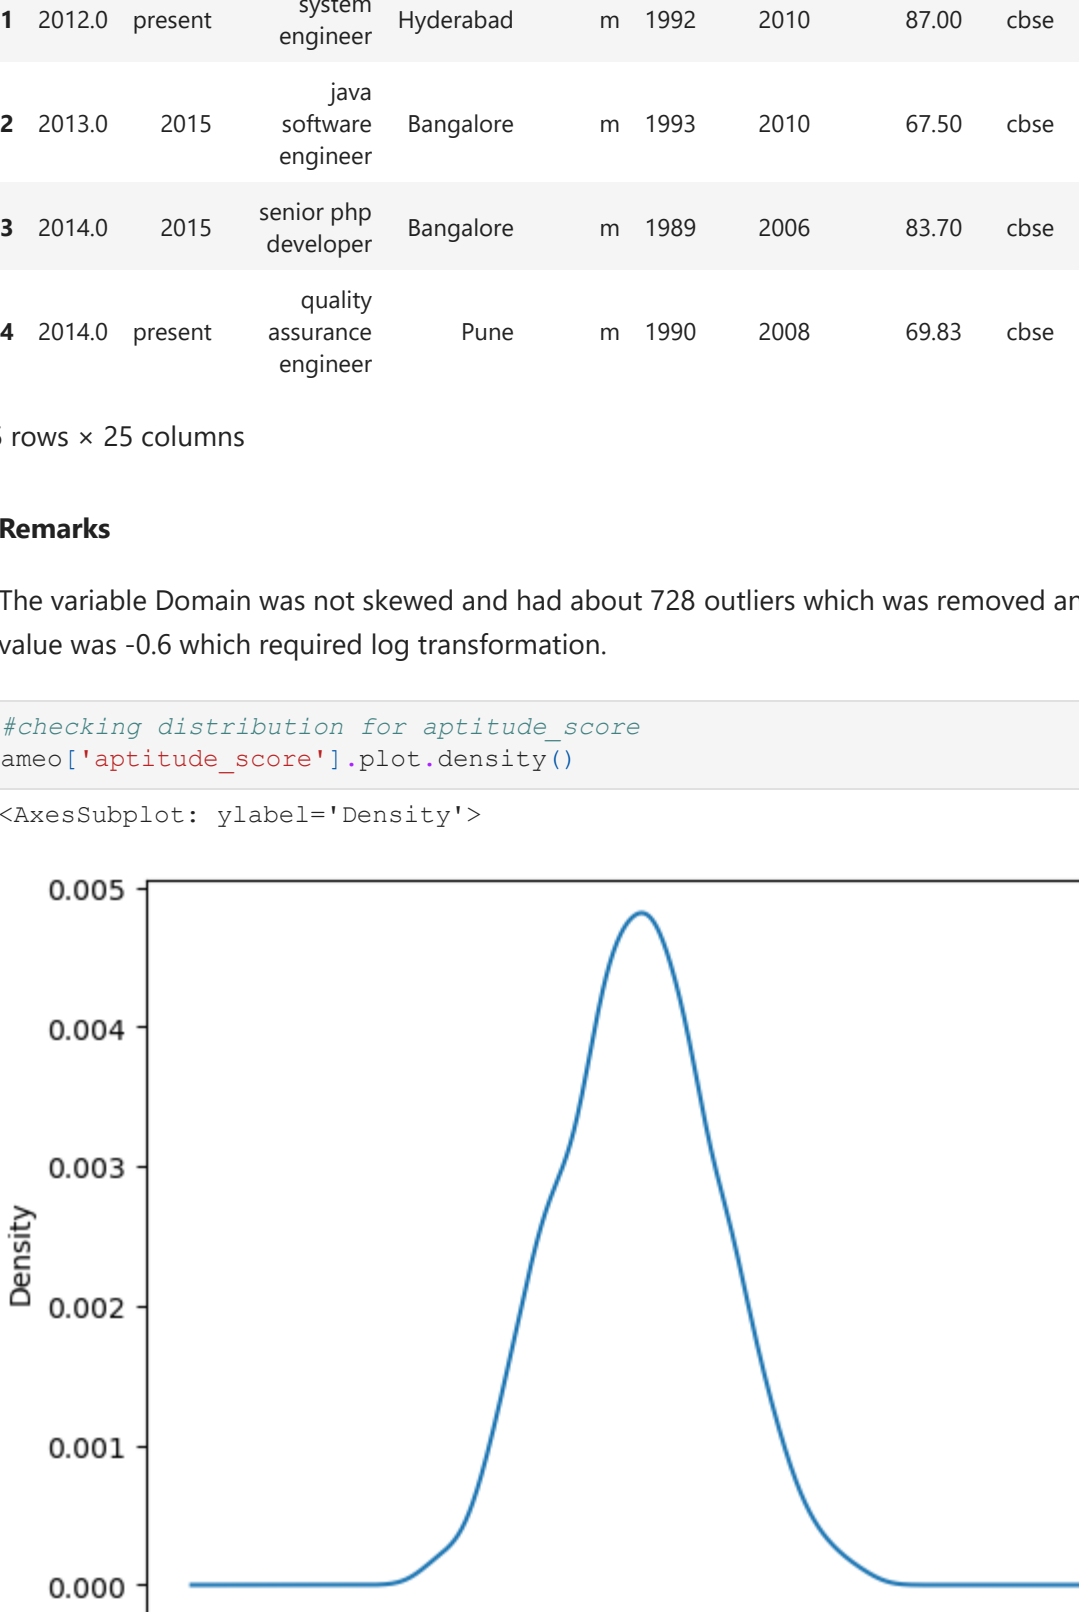 system
1 2012.0 present engineer Hyderabad m 1992 2010 87.00 cbse
java
2 2013.0 2015 software Bangalore m 1993 2010 67.50 cbse
engineer
3 2014.0 2015 senior php Bangalore m 1989 2006 83.70 cbse
developer
quality
4 2014.0 present assurance Pune m 1990 2008 69.83 cbse
engineer
rows × 25 columns
Remarks
The variable Domain was not skewed and had about 728 outliers which was removed an
value was -0.6 which required log transformation.
#checking distribution for aptitude_score
ameo['aptitude_score'].plot.density()
<AxesSubplot: ylabel='Density'>
0.005
0.004
0.003
Density
0.002
0.001
0.000